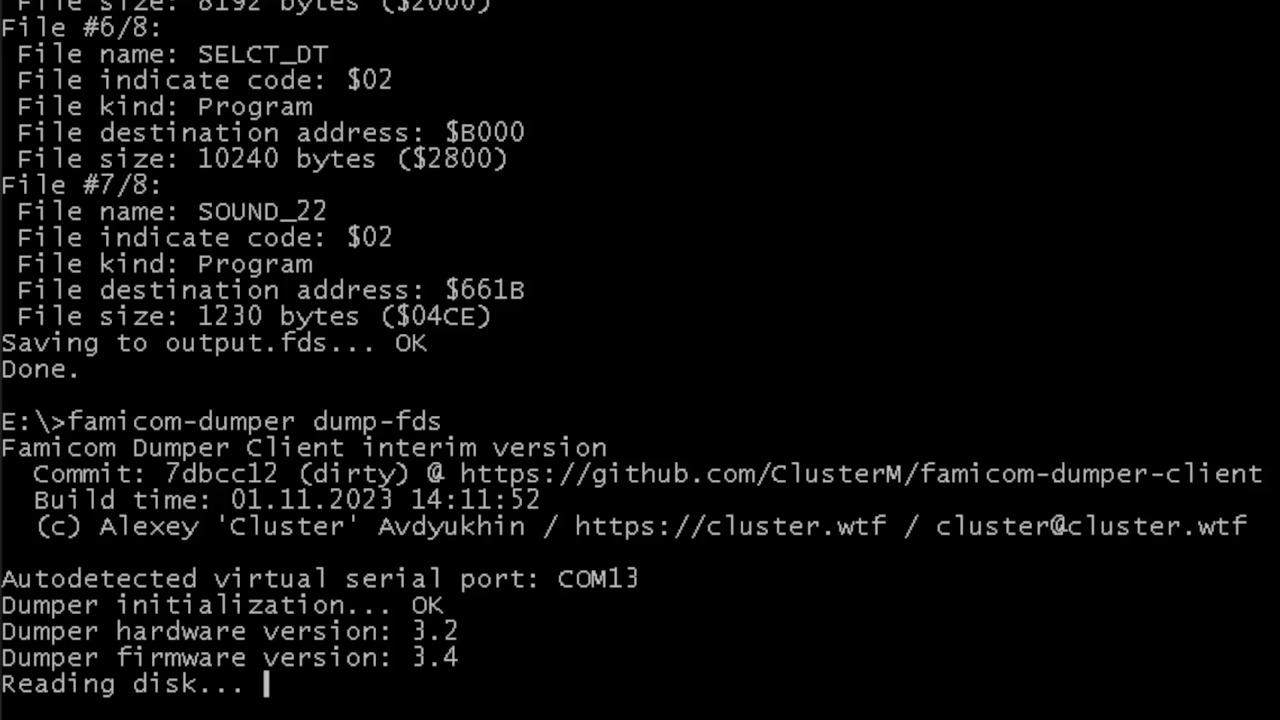 File size: 8192 bytes ($2000)
File #6/8:
File name: SELCT_DT
File indicate code: $02
File kind: Program
File destination address: $B000
File size: 10240 bytes ($2800)
File #7/8:
File name: SOUND_22
File indicate code: $02
File kind: Program
File destination address: $661B
File size: 1230 bytes ($04CE)
Saving to output.fds... OK
Done.
E:\>famicom-dumper dump-fds
Famicom Dumper Client interim version
Commit: 7dbcc12 (dirty) @ https://github.com/ClusterM/famicom-dumper-client
Build time: 01.11.2023 14:11:52
(c) Alexey 'Cluster' Avdyukhin / https://cluster.wtf / cluster@cluster.wtf
Autodetected virtual serial port: COM13
Dumper initialization... OK
Dumper hardware version: 3.2
Dumper firmware version: 3.4
Reading disk...